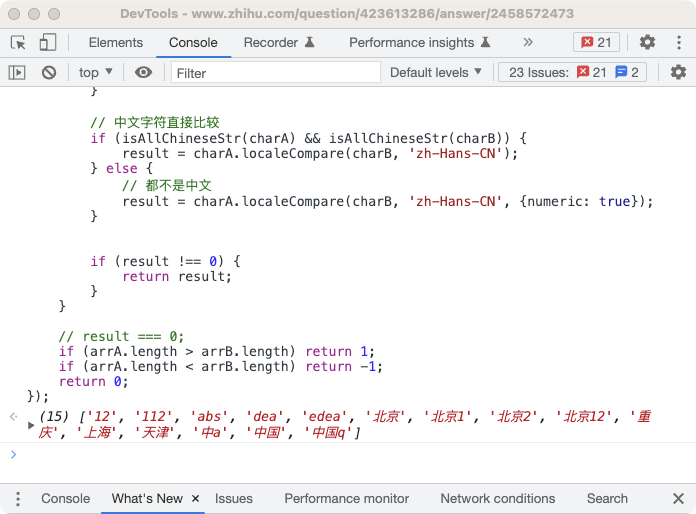 DevTools - www.zhihu.com/question/423613286/answer/2458572473
Elements Console Recorder Performance insights » 21
top Filter Default levels 23 Issues: 21 2
}
// 中文字符直接比较
if (isAllChineseStr(charA) && isAllChineseStr(charB)) {
result = charA.localeCompare(charB, 'zh-Hans-CN');
} else {
// 都不是中文
result = charA.localeCompare(charB, 'zh-Hans-CN', {numeric: true});
}
if (result !== 0) {
return result;
}
}
// result === 0;
if (arrA.length > arrB.length) return 1;
if (arrA.length < arrB.length) return -1;
return 0;
});
(15) ['12', '112', 'abs', 'dea', 'edea', '北京', '北京1', '北京2', '北京12', '重
庆', '上海', '天津', '中a', '中国', '中国q']
Console What's New × Issues Performance monitor Network conditions Search